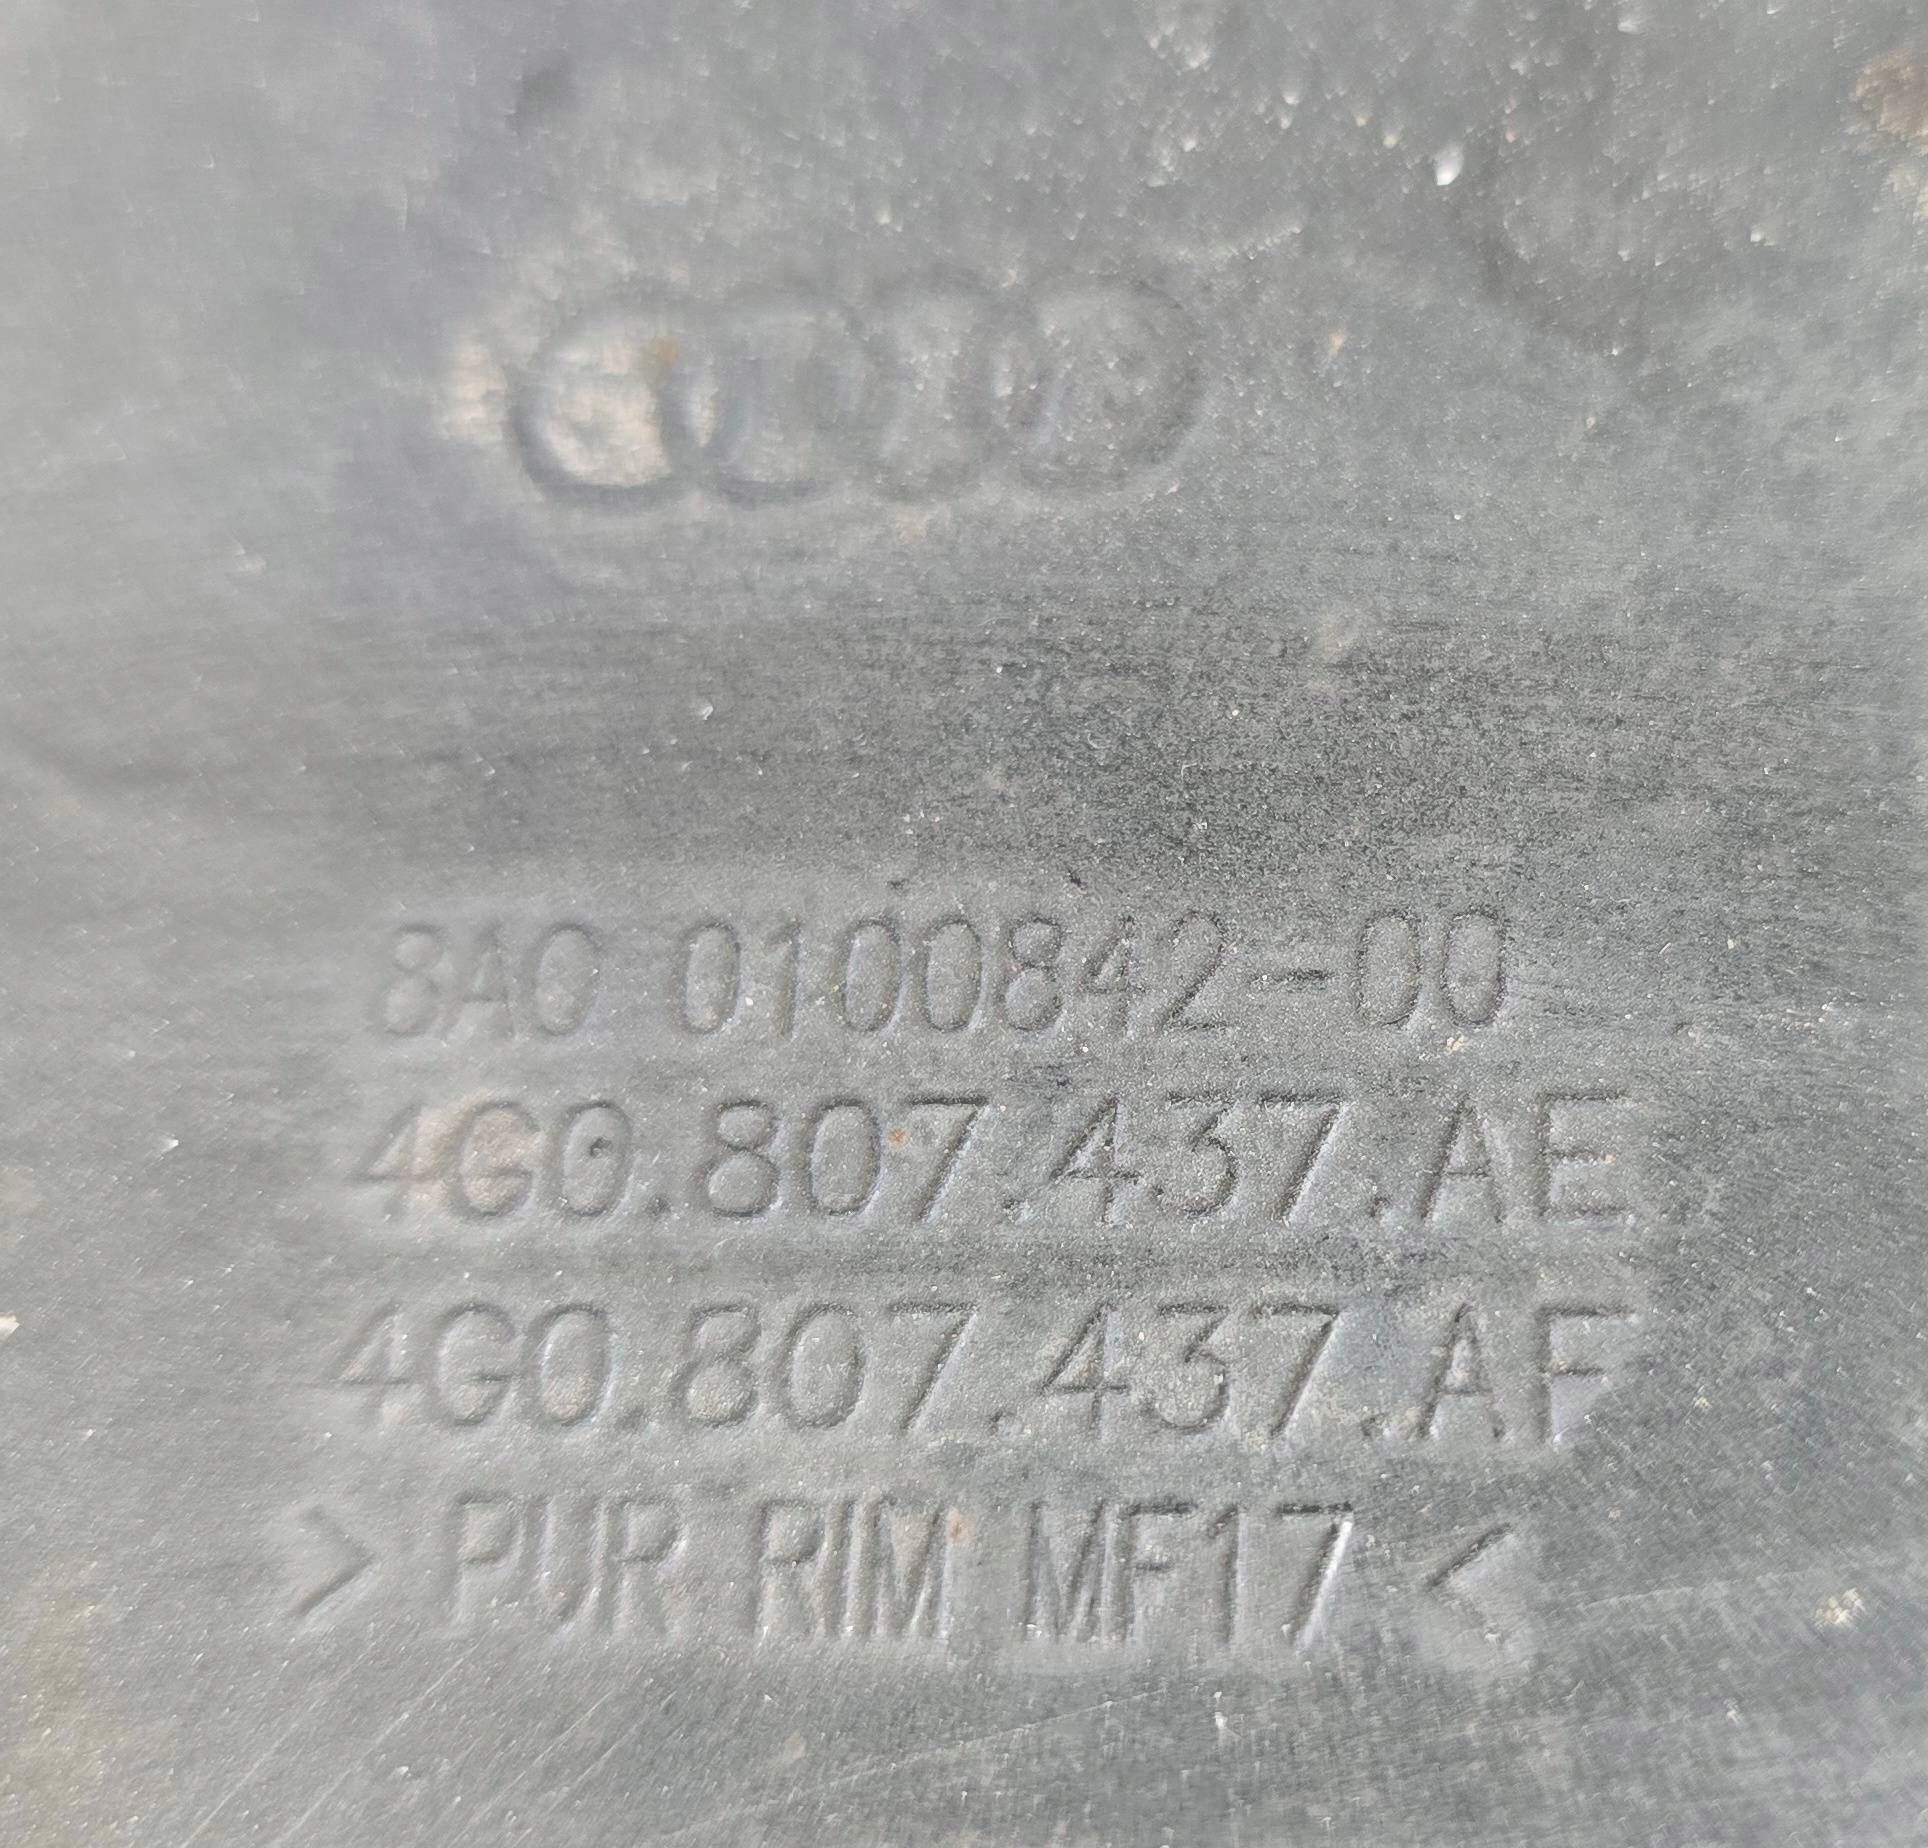 8A0 0100842-00
4G0.807.437.AE
4G0.807.437.AF
> PUR RIM MF17 <